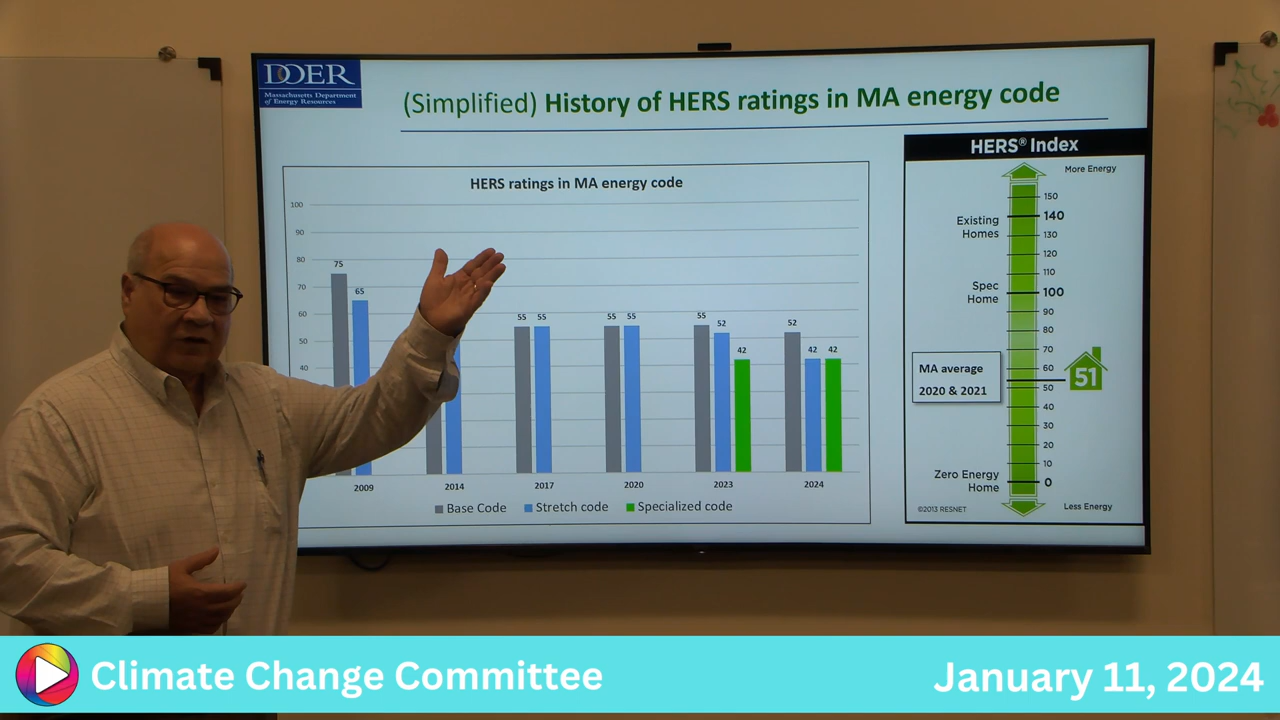 DOER
Massachusetts Department
of Energy Resources
(Simplified) History of HERS ratings in MA energy code
HERS ratings in MA energy code
100
90
80
70
60
50
40
75
65
55
55
55
55
55
52
42
52
42
42
2009
2014
2017
2020
2023
2024
Base Code
Stretch code
Specialized code
HERS® Index
More Energy
150
140
130
120
110
100
90
80
70
60
50
40
30
20
10
0
Existing
Homes
Spec
Home
MA average
2020 & 2021
51
Zero Energy
Home
Less Energy
©2013 RESNET
Climate Change Committee
January 11, 2024